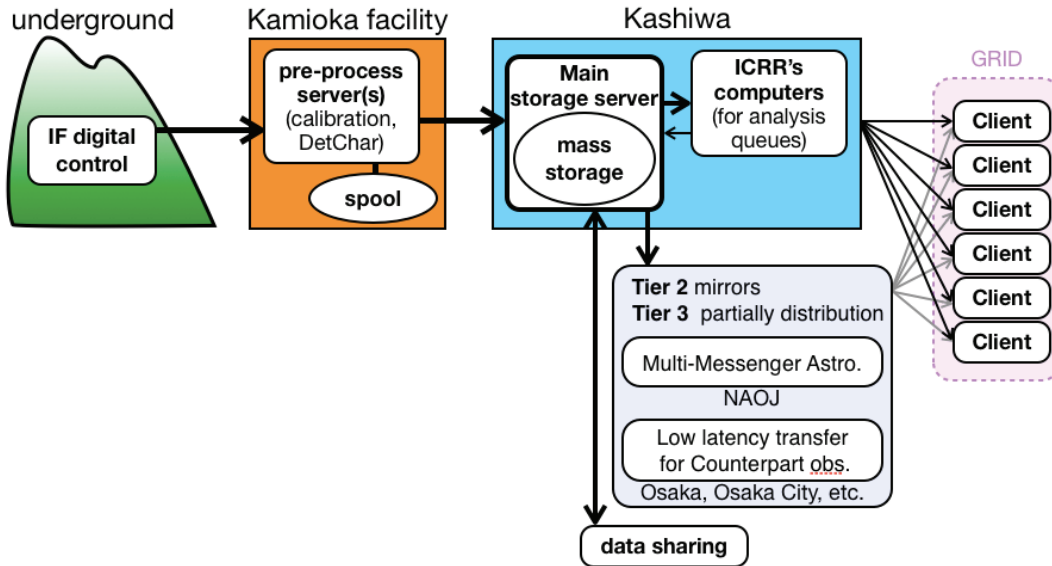 underground
Kamioka facility
Kashiwa
GRID
IF digital
control
pre-process
server(s)
(calibration,
DetChar)
spool
Main
storage server
mass
storage
ICRR's
computers
(for analysis
queues)
Client
Client
Client
Client
Client
Client
Tier 2 mirrors
Tier 3 partially distribution
Multi-Messenger Astro.
NAOJ
Low latency transfer
for Counterpart obs.
Osaka, Osaka City, etc.
data sharing